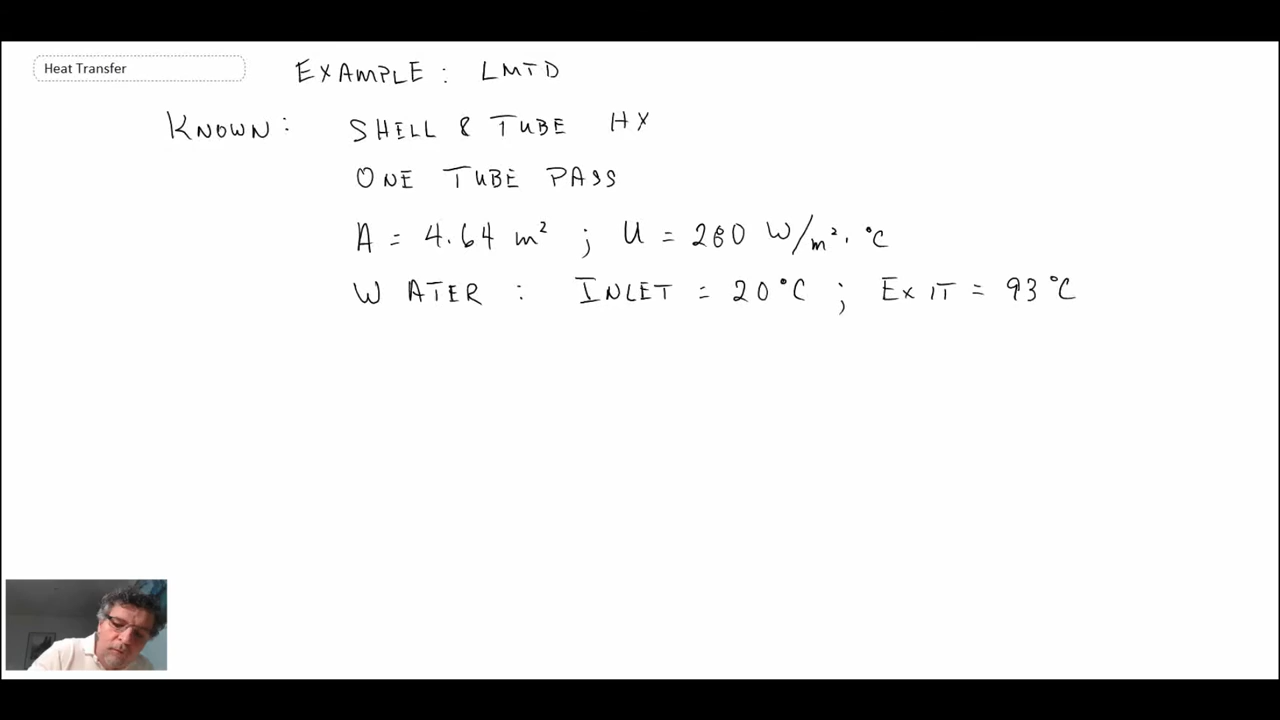 Heat Transfer
EXAMPLE: LMTD
KNOWN: SHELL & TUBE HX
ONE TUBE PASS
A = 4.64 m² ; U = 280 W/m².°C
WATER : INLET = 20°C ; EXIT = 93°C